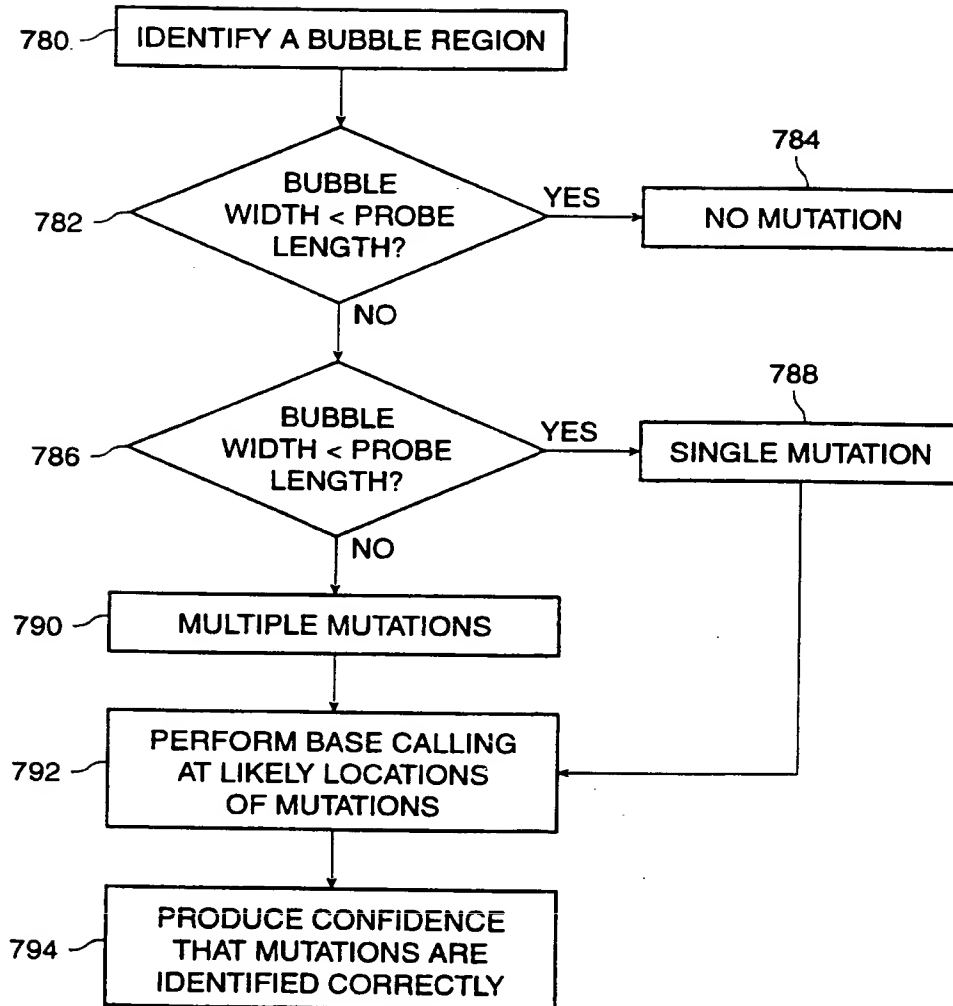 780
IDENTIFY A BUBBLE REGION
782
BUBBLE
WIDTH < PROBE
LENGTH?
YES
784
NO MUTATION
NO
786
BUBBLE
WIDTH < PROBE
LENGTH?
YES
788
SINGLE MUTATION
NO
790
MULTIPLE MUTATIONS
792
PERFORM BASE CALLING
AT LIKELY LOCATIONS
OF MUTATIONS
794
PRODUCE CONFIDENCE
THAT MUTATIONS ARE
IDENTIFIED CORRECTLY